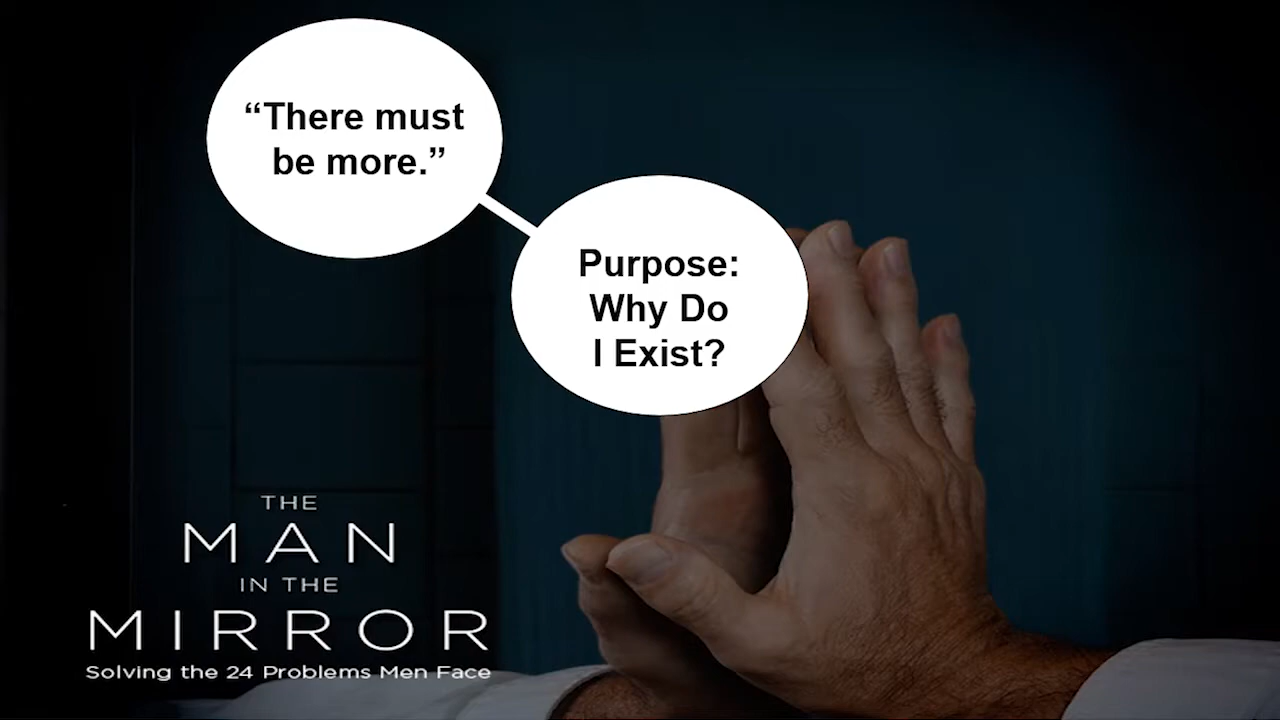 “There must
be more.”
Purpose:
Why Do
I Exist?
THE
MAN
IN THE
MIRROR
Solving the 24 Problems Men Face